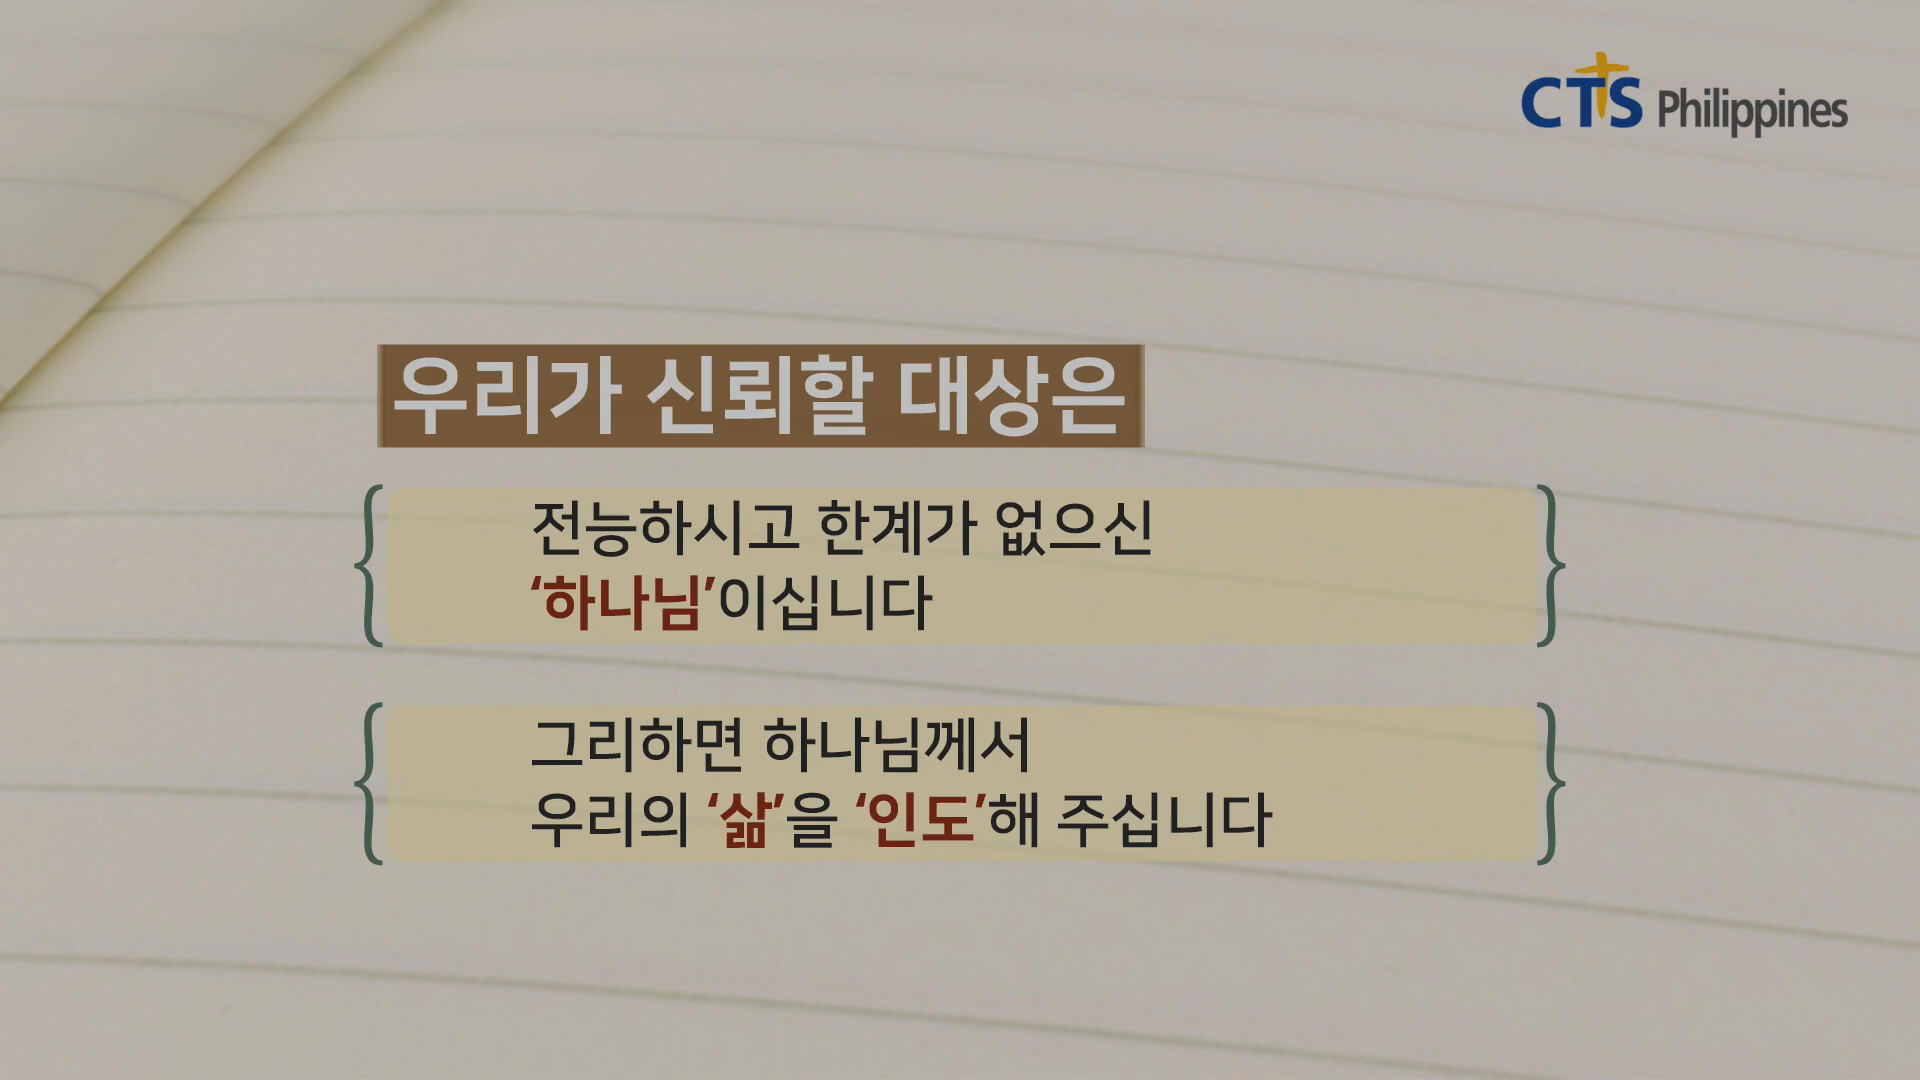 CTS Philippines
우리가 신뢰할 대상은
전능하시고 한계가 없으신
‘하나님’이십니다
그리하면 하나님께서
우리의 ‘삶’을 ‘인도’해 주십니다